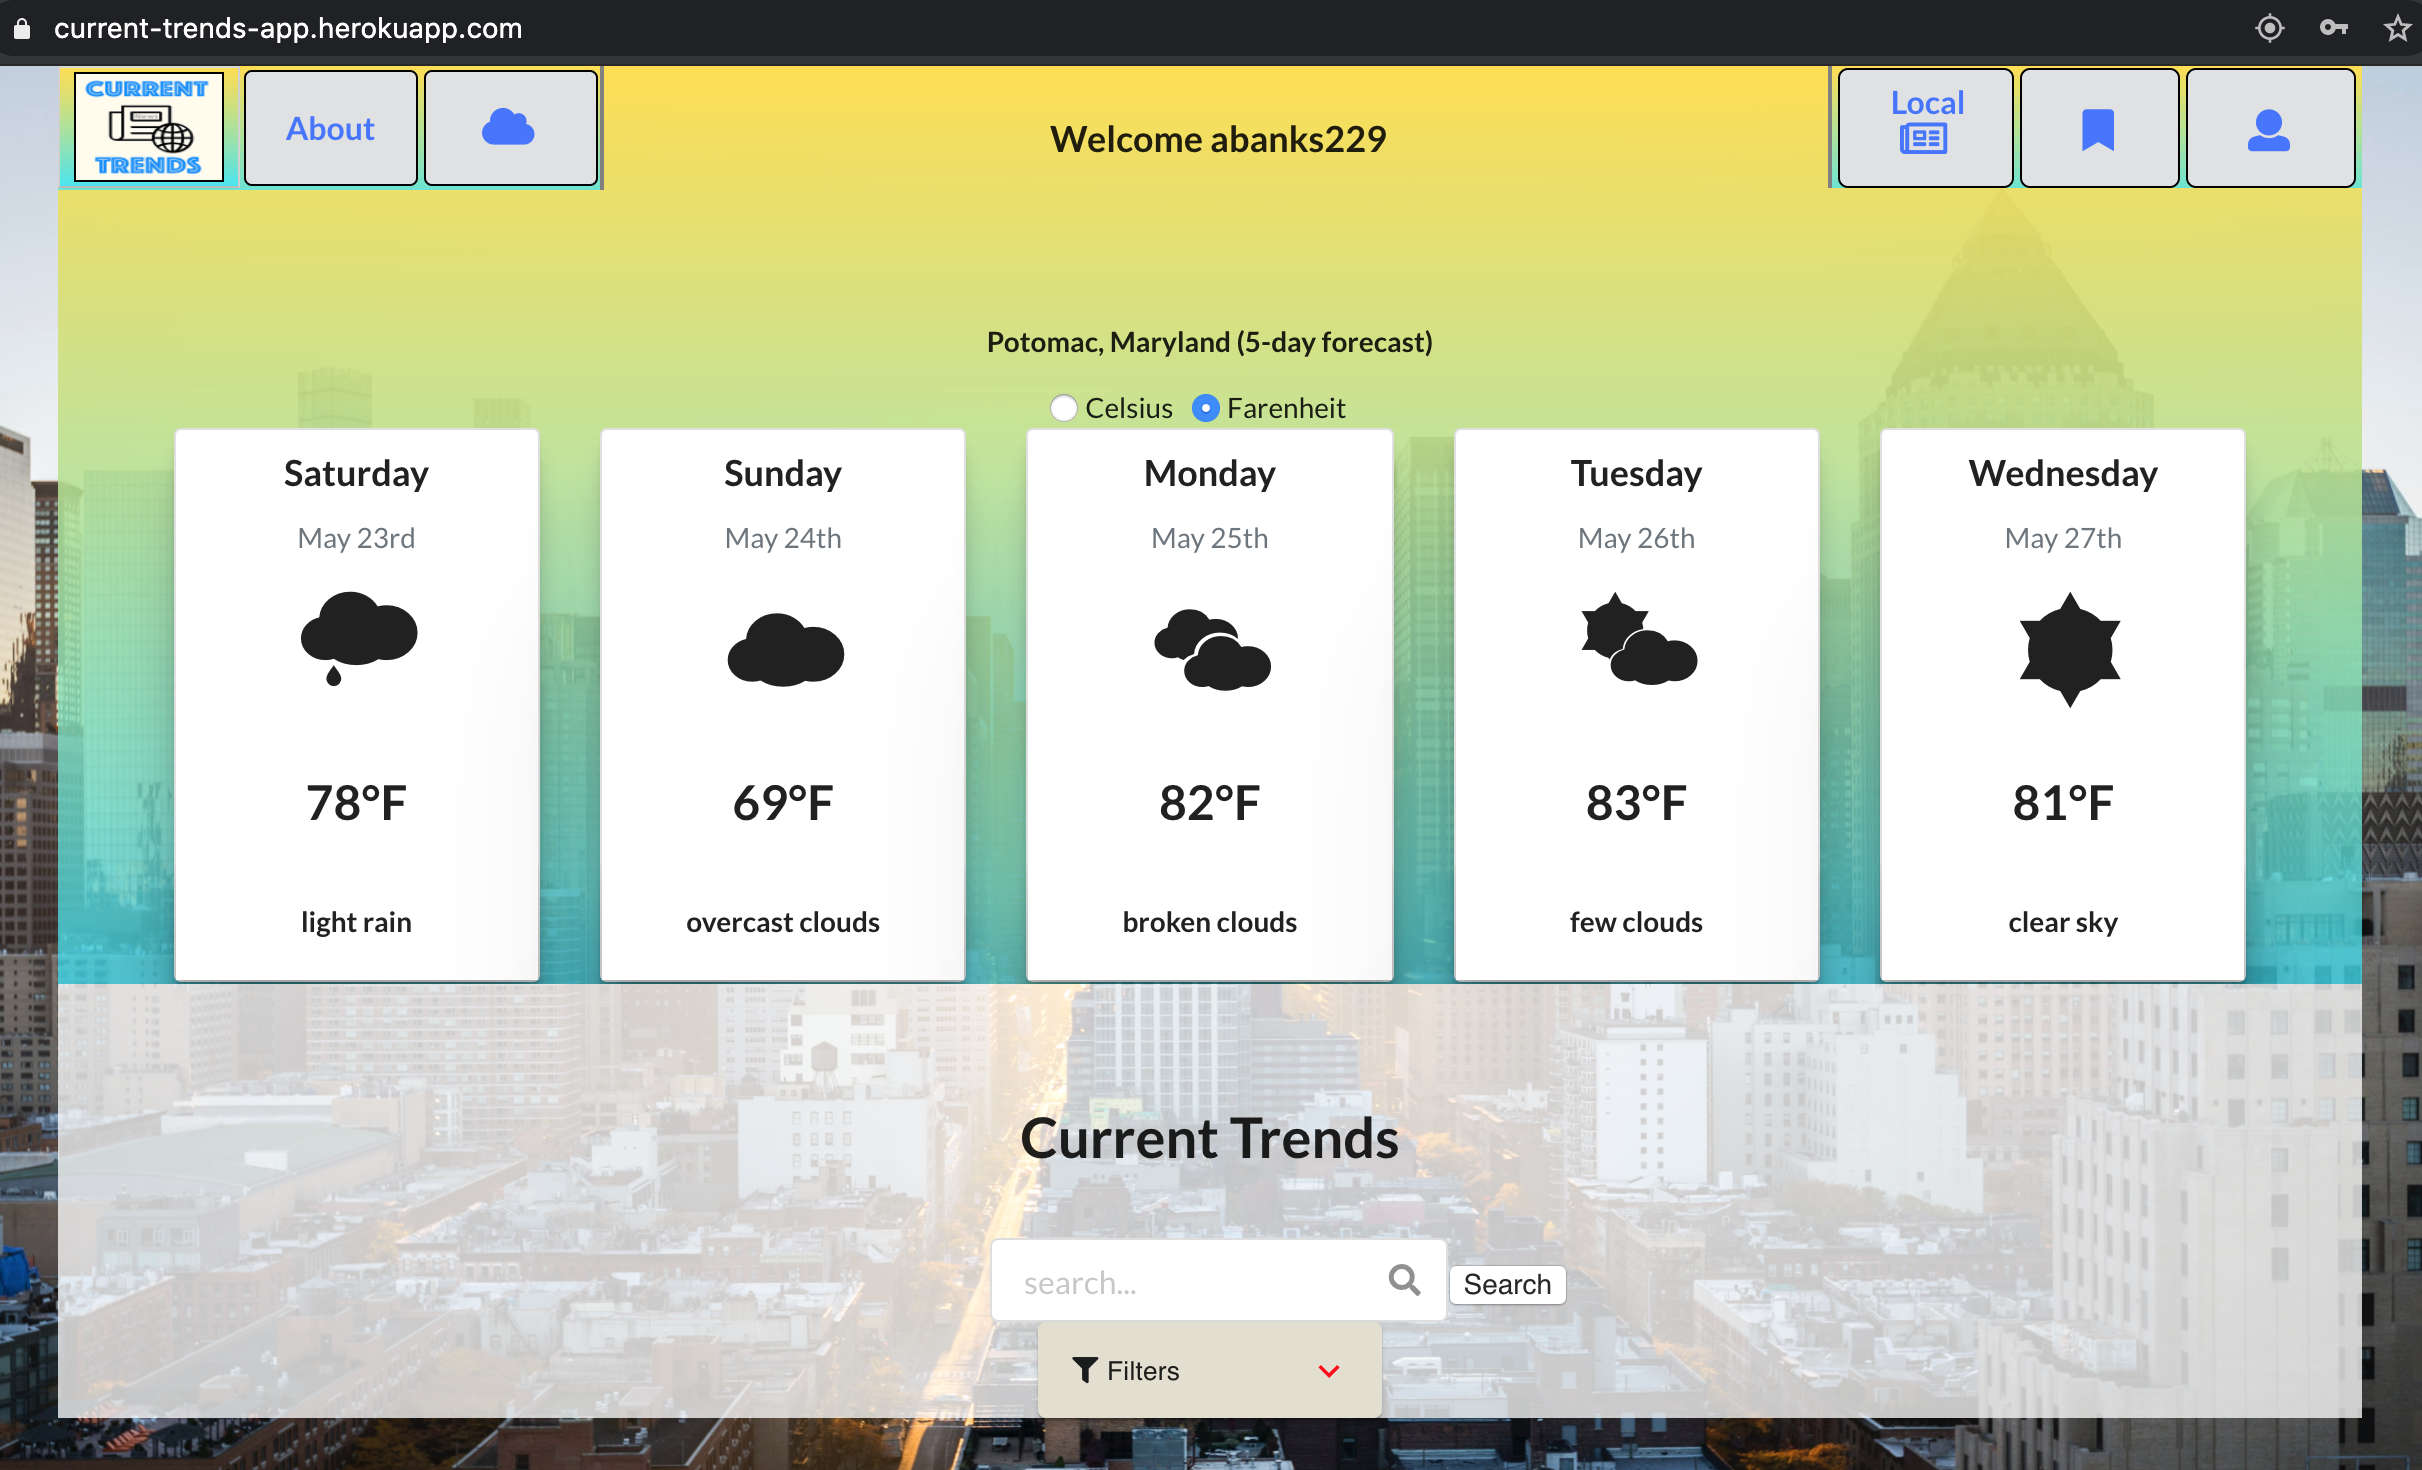 current-trends-app.herokuapp.com
CURRENT
News
TRENDS
About
Welcome abanks229
Local
Potomac, Maryland (5-day forecast)
Celsius Farenheit
Saturday
May 23rd
78°F
light rain
Sunday
May 24th
69°F
overcast clouds
Monday
May 25th
82°F
broken clouds
Tuesday
May 26th
83°F
few clouds
Wednesday
May 27th
81°F
clear sky
Current Trends
search...
Search
Filters